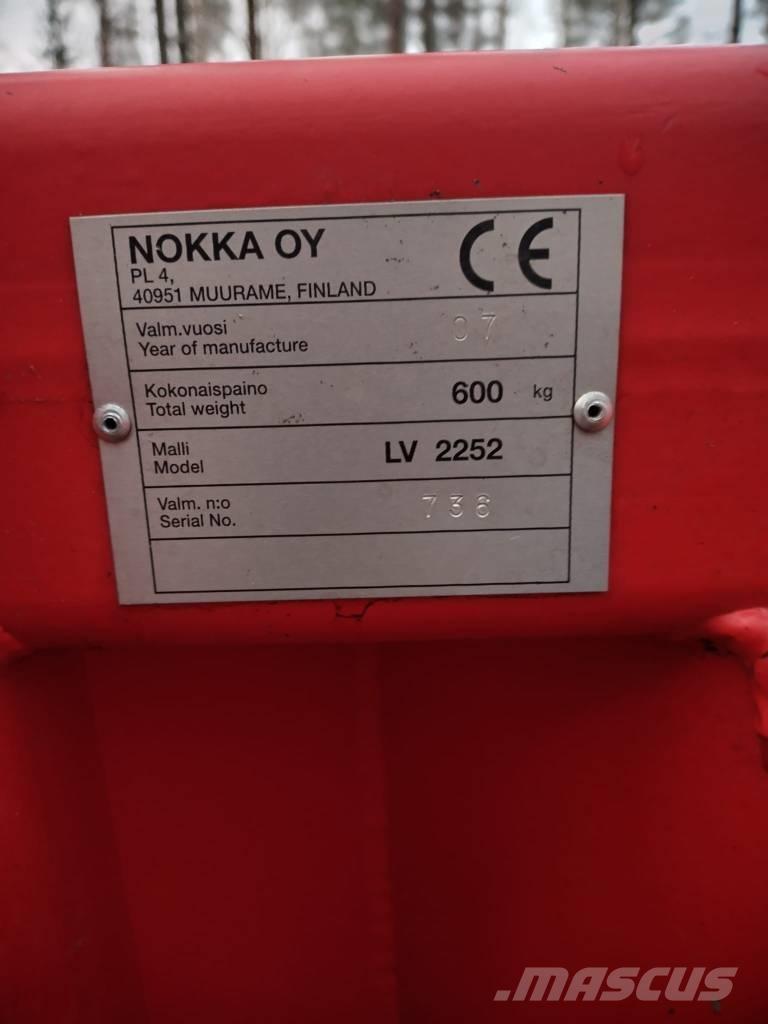 NOKKA OY
PL 4,
40951 MUURAME, FINLAND
CE
Valm.vuosi
Year of manufacture
07
Kokonaispaino
Total weight
600 kg
Malli
Model
LV 2252
Valm. n:o
Serial No.
736
MASCUS